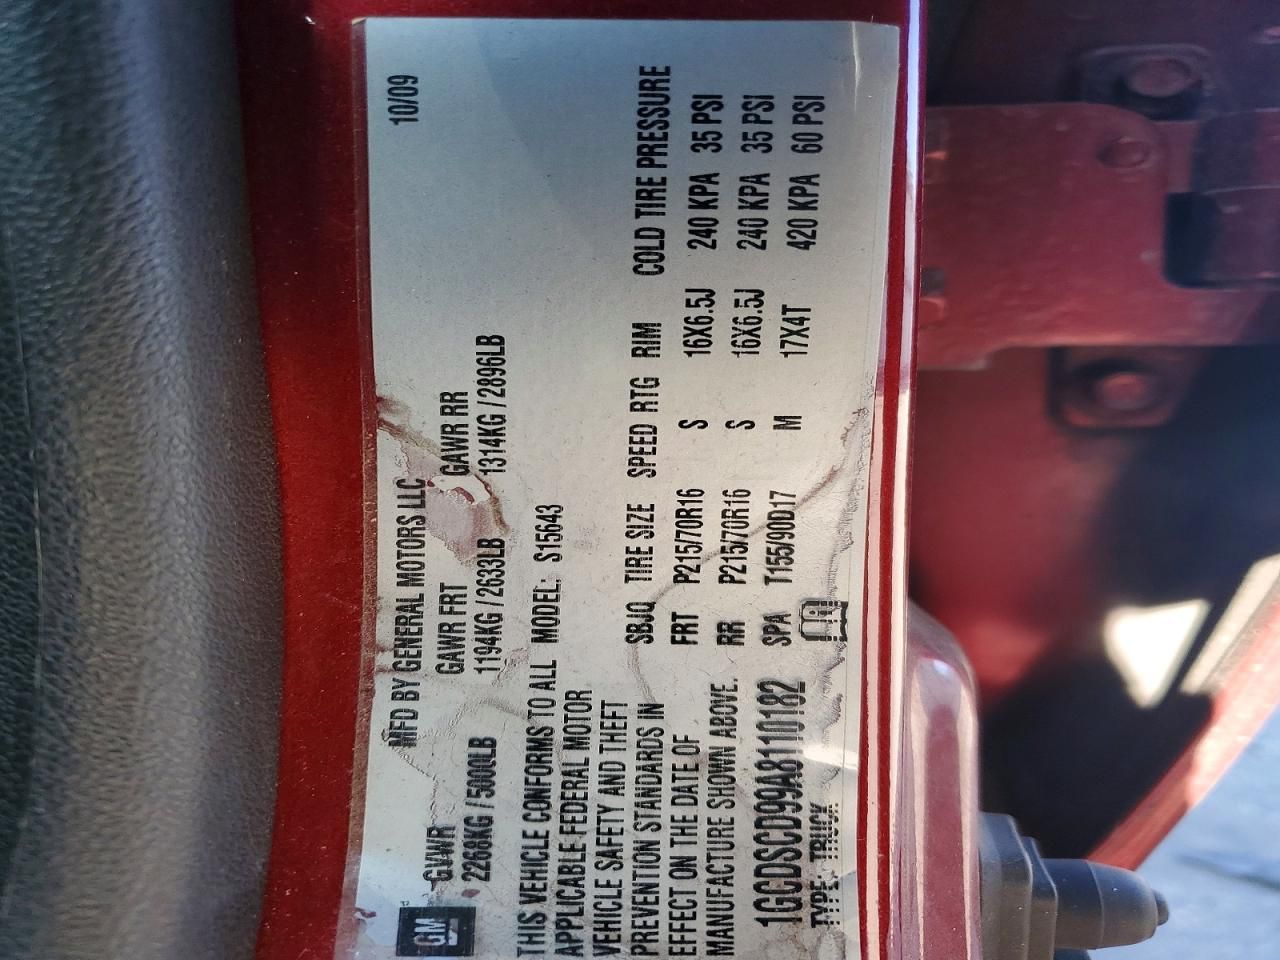 MFD BY GENERAL MOTORS LLC 10/09
GM
GVWR GAWR FRT GAWR RR
2268KG / 5000LB 1194KG / 2633LB 1314KG / 2896LB
THIS VEHICLE CONFORMS TO ALL MODEL: S15643
APPLICABLE FEDERAL MOTOR
VEHICLE SAFETY AND THEFT
PREVENTION STANDARDS IN
EFFECT ON THE DATE OF
MANUFACTURE SHOWN ABOVE.
SBJQ TIRE SIZE SPEED RTG RIM COLD TIRE PRESSURE
FRT P215/70R16 S 16X6.5J 240 KPA 35 PSI
RR P215/70R16 S 16X6.5J 240 KPA 35 PSI
SPA T155/90D17 M 17X4T 420 KPA 60 PSI
1GCDSCD99A8110182
TYPE: TRUCK